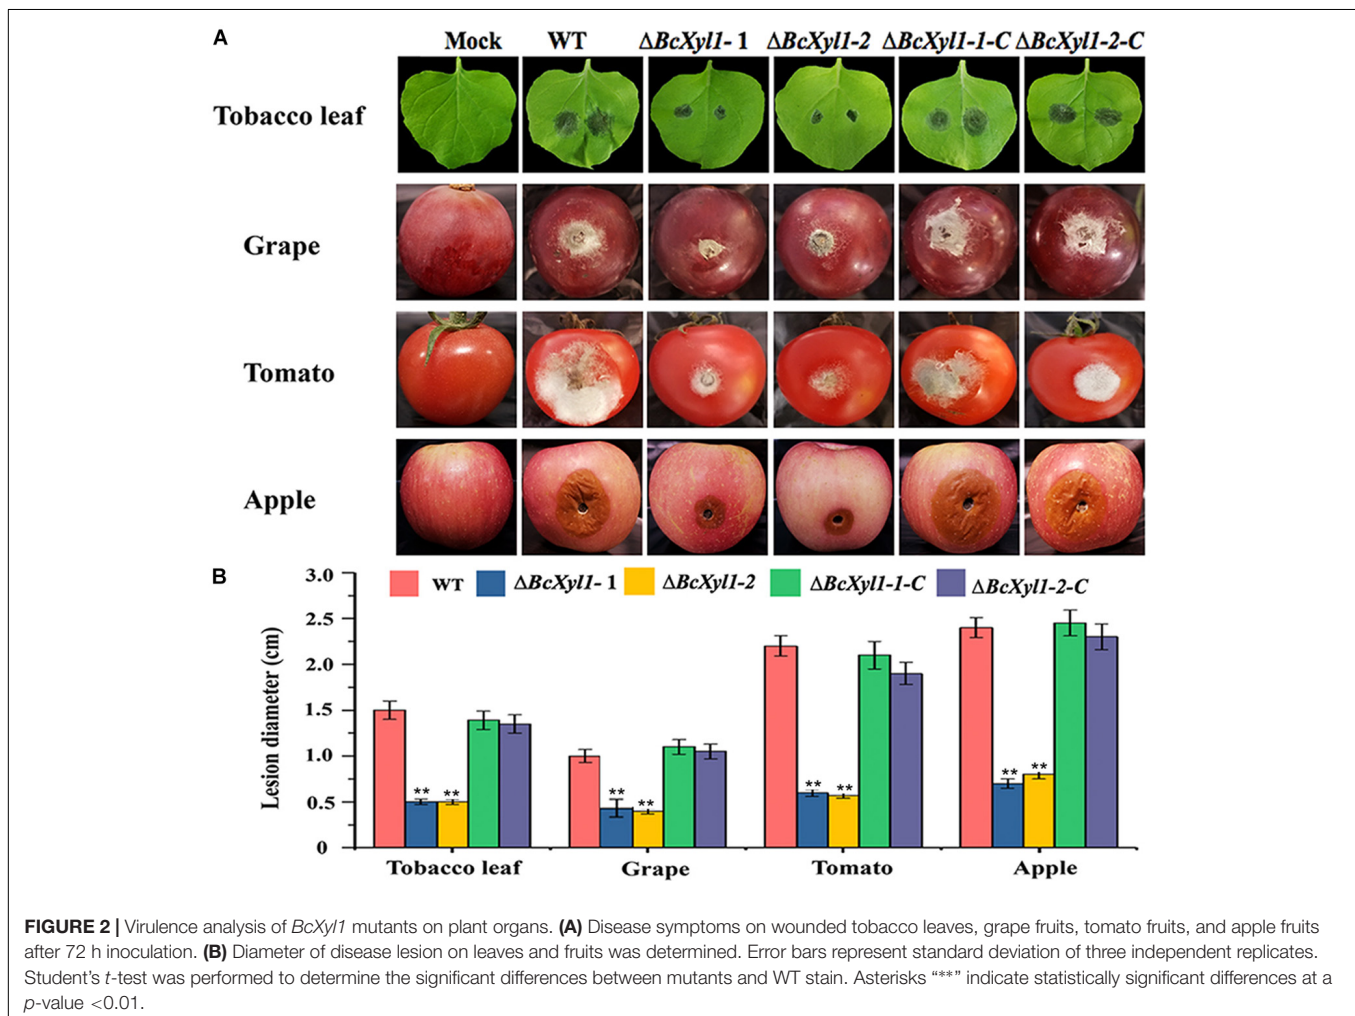 A
Mock WT ΔBcXyl1- 1 ΔBcXyl1-2 ΔBcXyl1-1-C ΔBcXyl1-2-C
Tobacco leaf
Grape
Tomato
Apple
B
WT ΔBcXyl1- 1 ΔBcXyl1-2 ΔBcXyl1-1-C ΔBcXyl1-2-C
3.0
2.5
2.0
1.5
1.0
0.5
0
Lesion diameter (cm)
** ** ** ** ** ** ** **
Tobacco leaf Grape Tomato Apple
FIGURE 2 | Virulence analysis of BcXyl1 mutants on plant organs. (A) Disease symptoms on wounded tobacco leaves, grape fruits, tomato fruits, and apple fruits
after 72 h inoculation. (B) Diameter of disease lesion on leaves and fruits was determined. Error bars represent standard deviation of three independent replicates.
Student's t-test was performed to determine the significant differences between mutants and WT stain. Asterisks “**” indicate statistically significant differences at a
p-value <0.01.